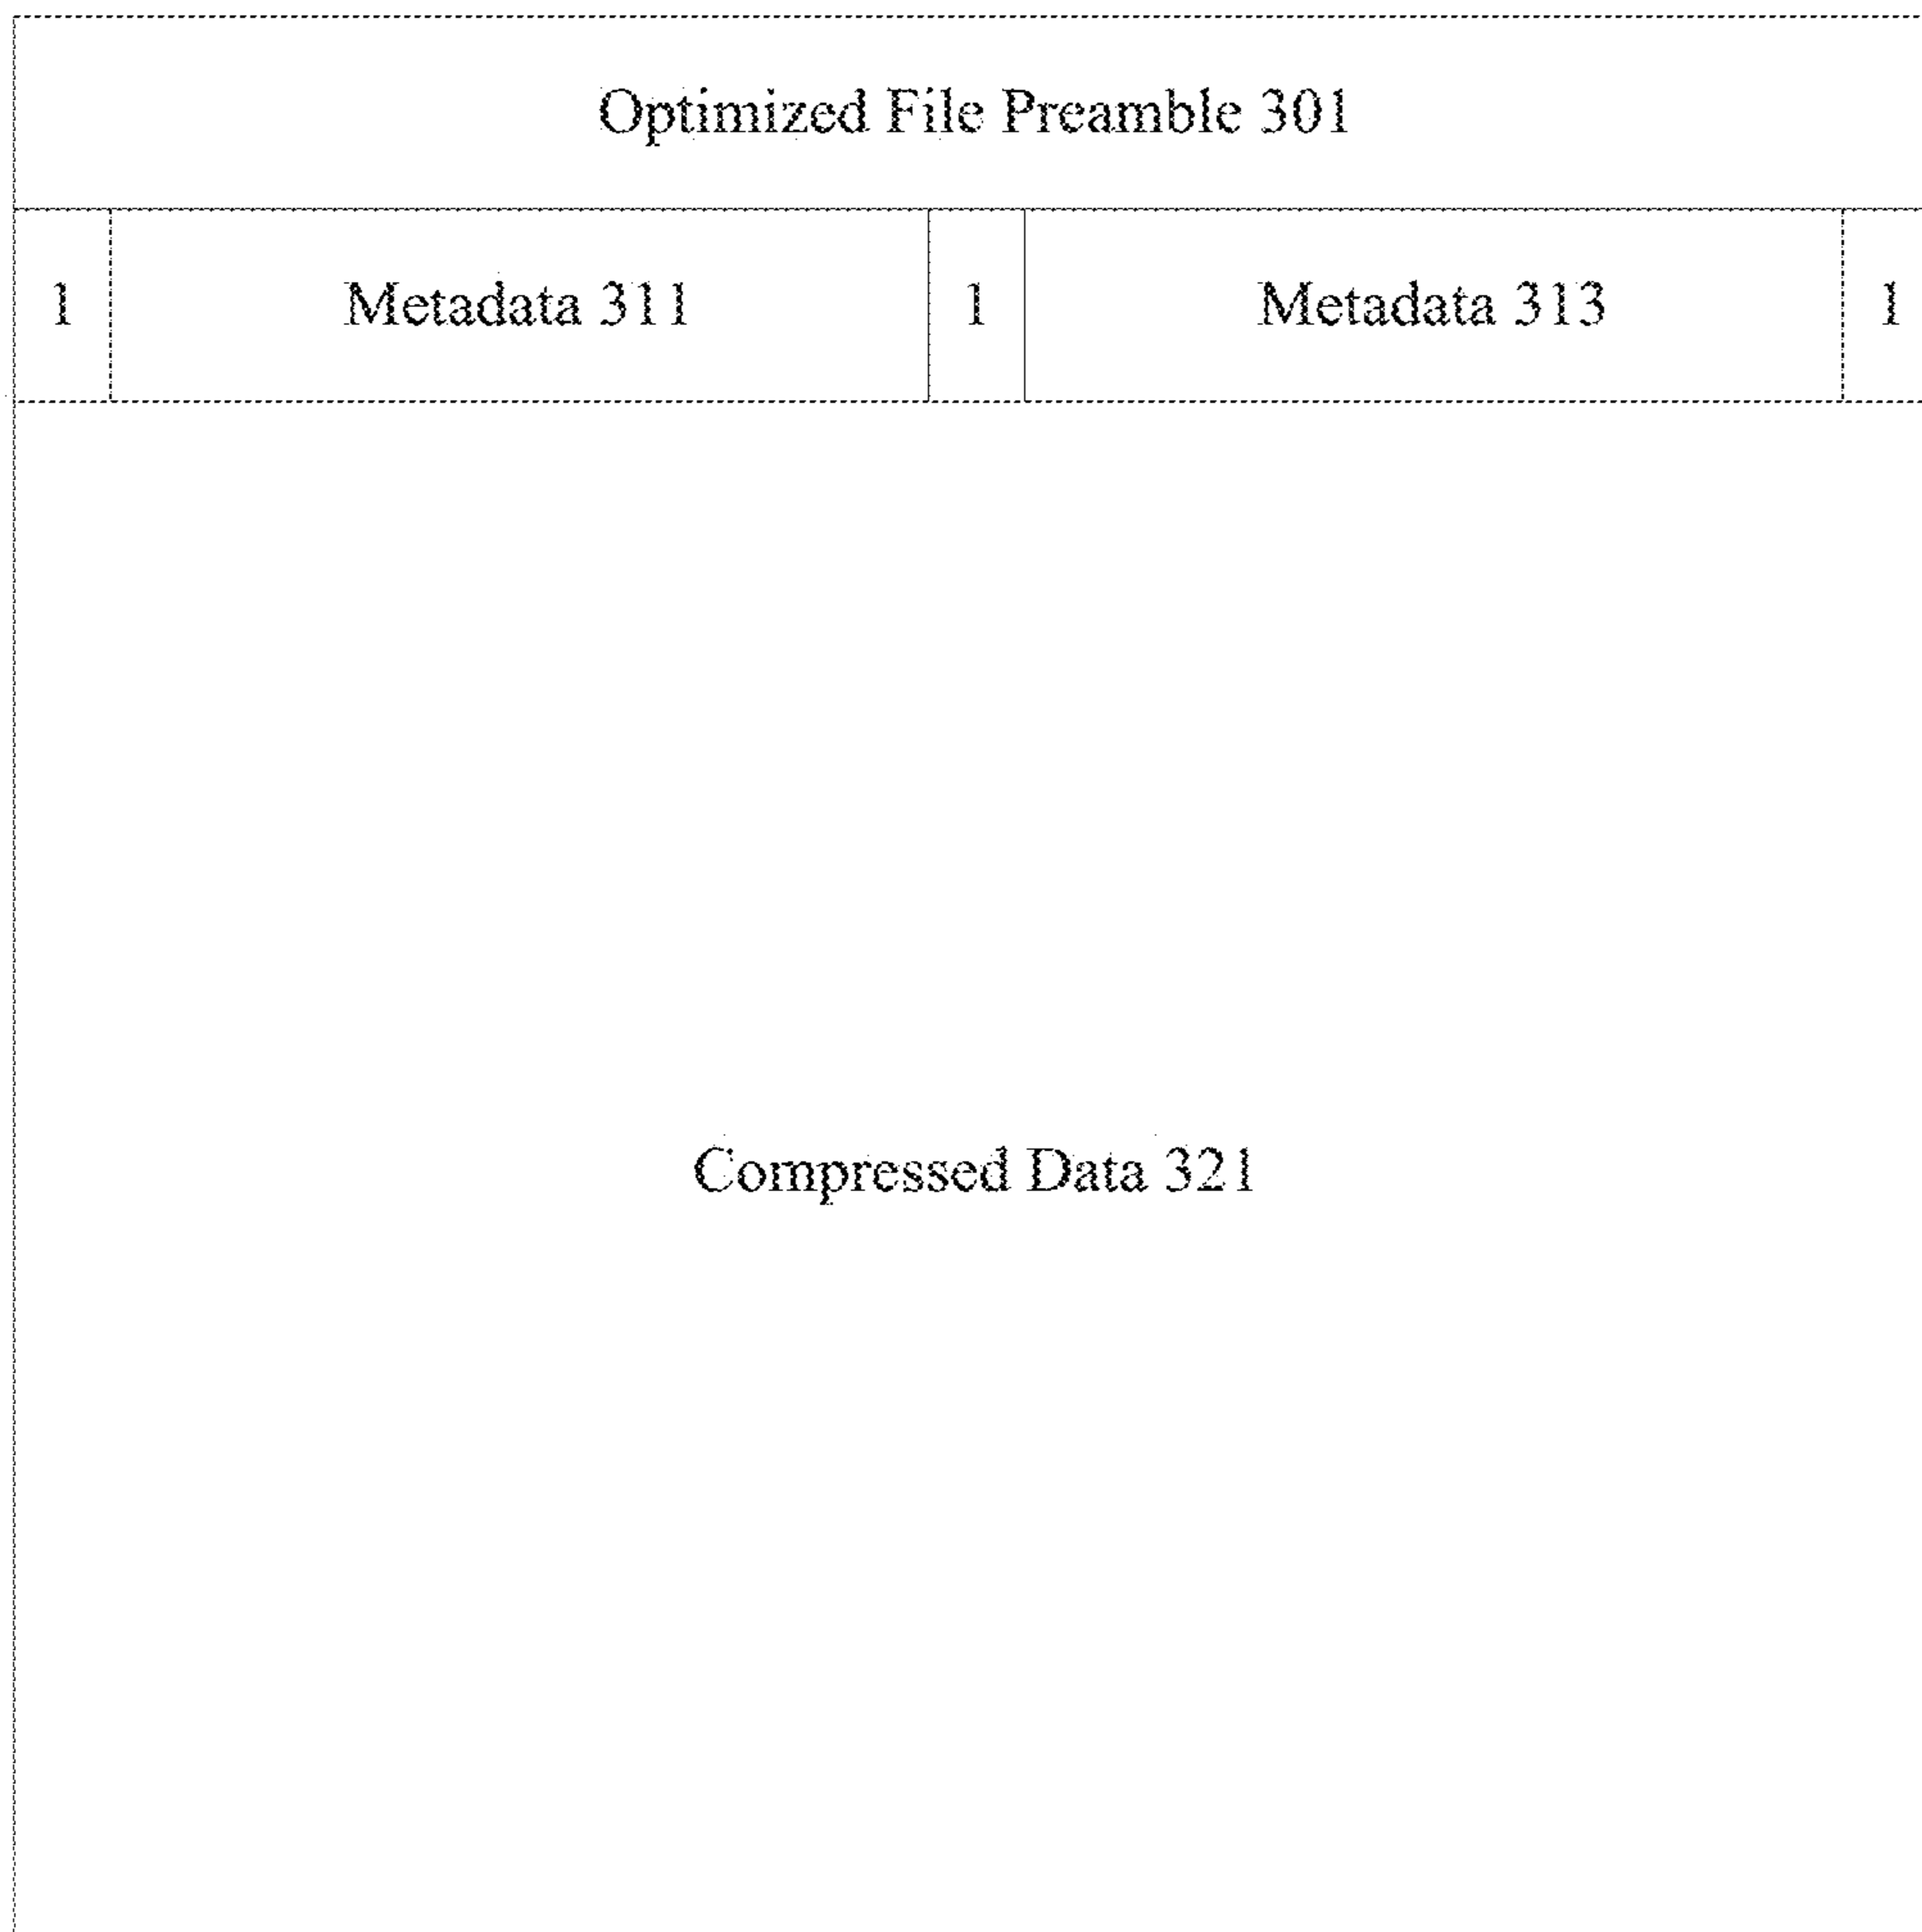 Optimized File Preamble 301
1 Metadata 311 1 Metadata 313 1
Compressed Data 321